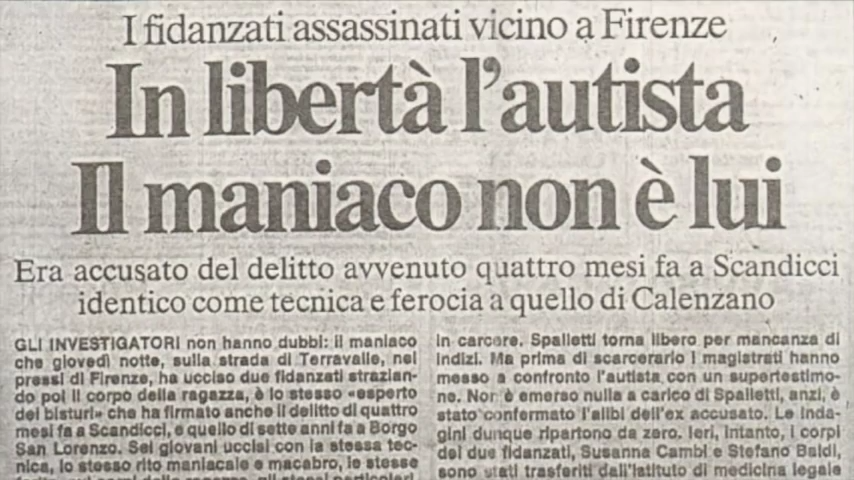 I fidanzati assassinati vicino a Firenze
In libertà l'autista
Il maniaco non è lui
Era accusato del delitto avvenuto quattro mesi fa a Scandicci
identico come tecnica e ferocia a quello di Calenzano
GLI INVESTIGATORI non hanno dubbi: il maniaco
che giovedì notte, sulla strada di Terravalle, nei
pressi di Firenze, ha ucciso due fidanzati strazian-
do poi il corpo della ragazza, è lo stesso «esperto
del bisturi» che ha firmato anche il delitto di quattro
mesi fa a Scandicci, e quello di sette anni fa a Borgo
San Lorenzo. Sei giovani uccisi con la stessa tec-
nica, lo stesso rito maniacale e macabro, le stesse
in carcere. Spalletti torna libero per mancanza di
indizi. Ma prima di scarcerarlo i magistrati hanno
messo a confronto l'autista con un supertestimo-
ne. Non è emerso nulla a carico di Spalletti, anzi, è
stato confermato l'alibi dell'ex accusato. Le inda-
gini dunque ripartono da zero. Ieri, intanto, i corpi
dei due fidanzati, Susanna Cambi e Stefano Baldi,
sono stati trasferiti dall'istituto di medicina legale